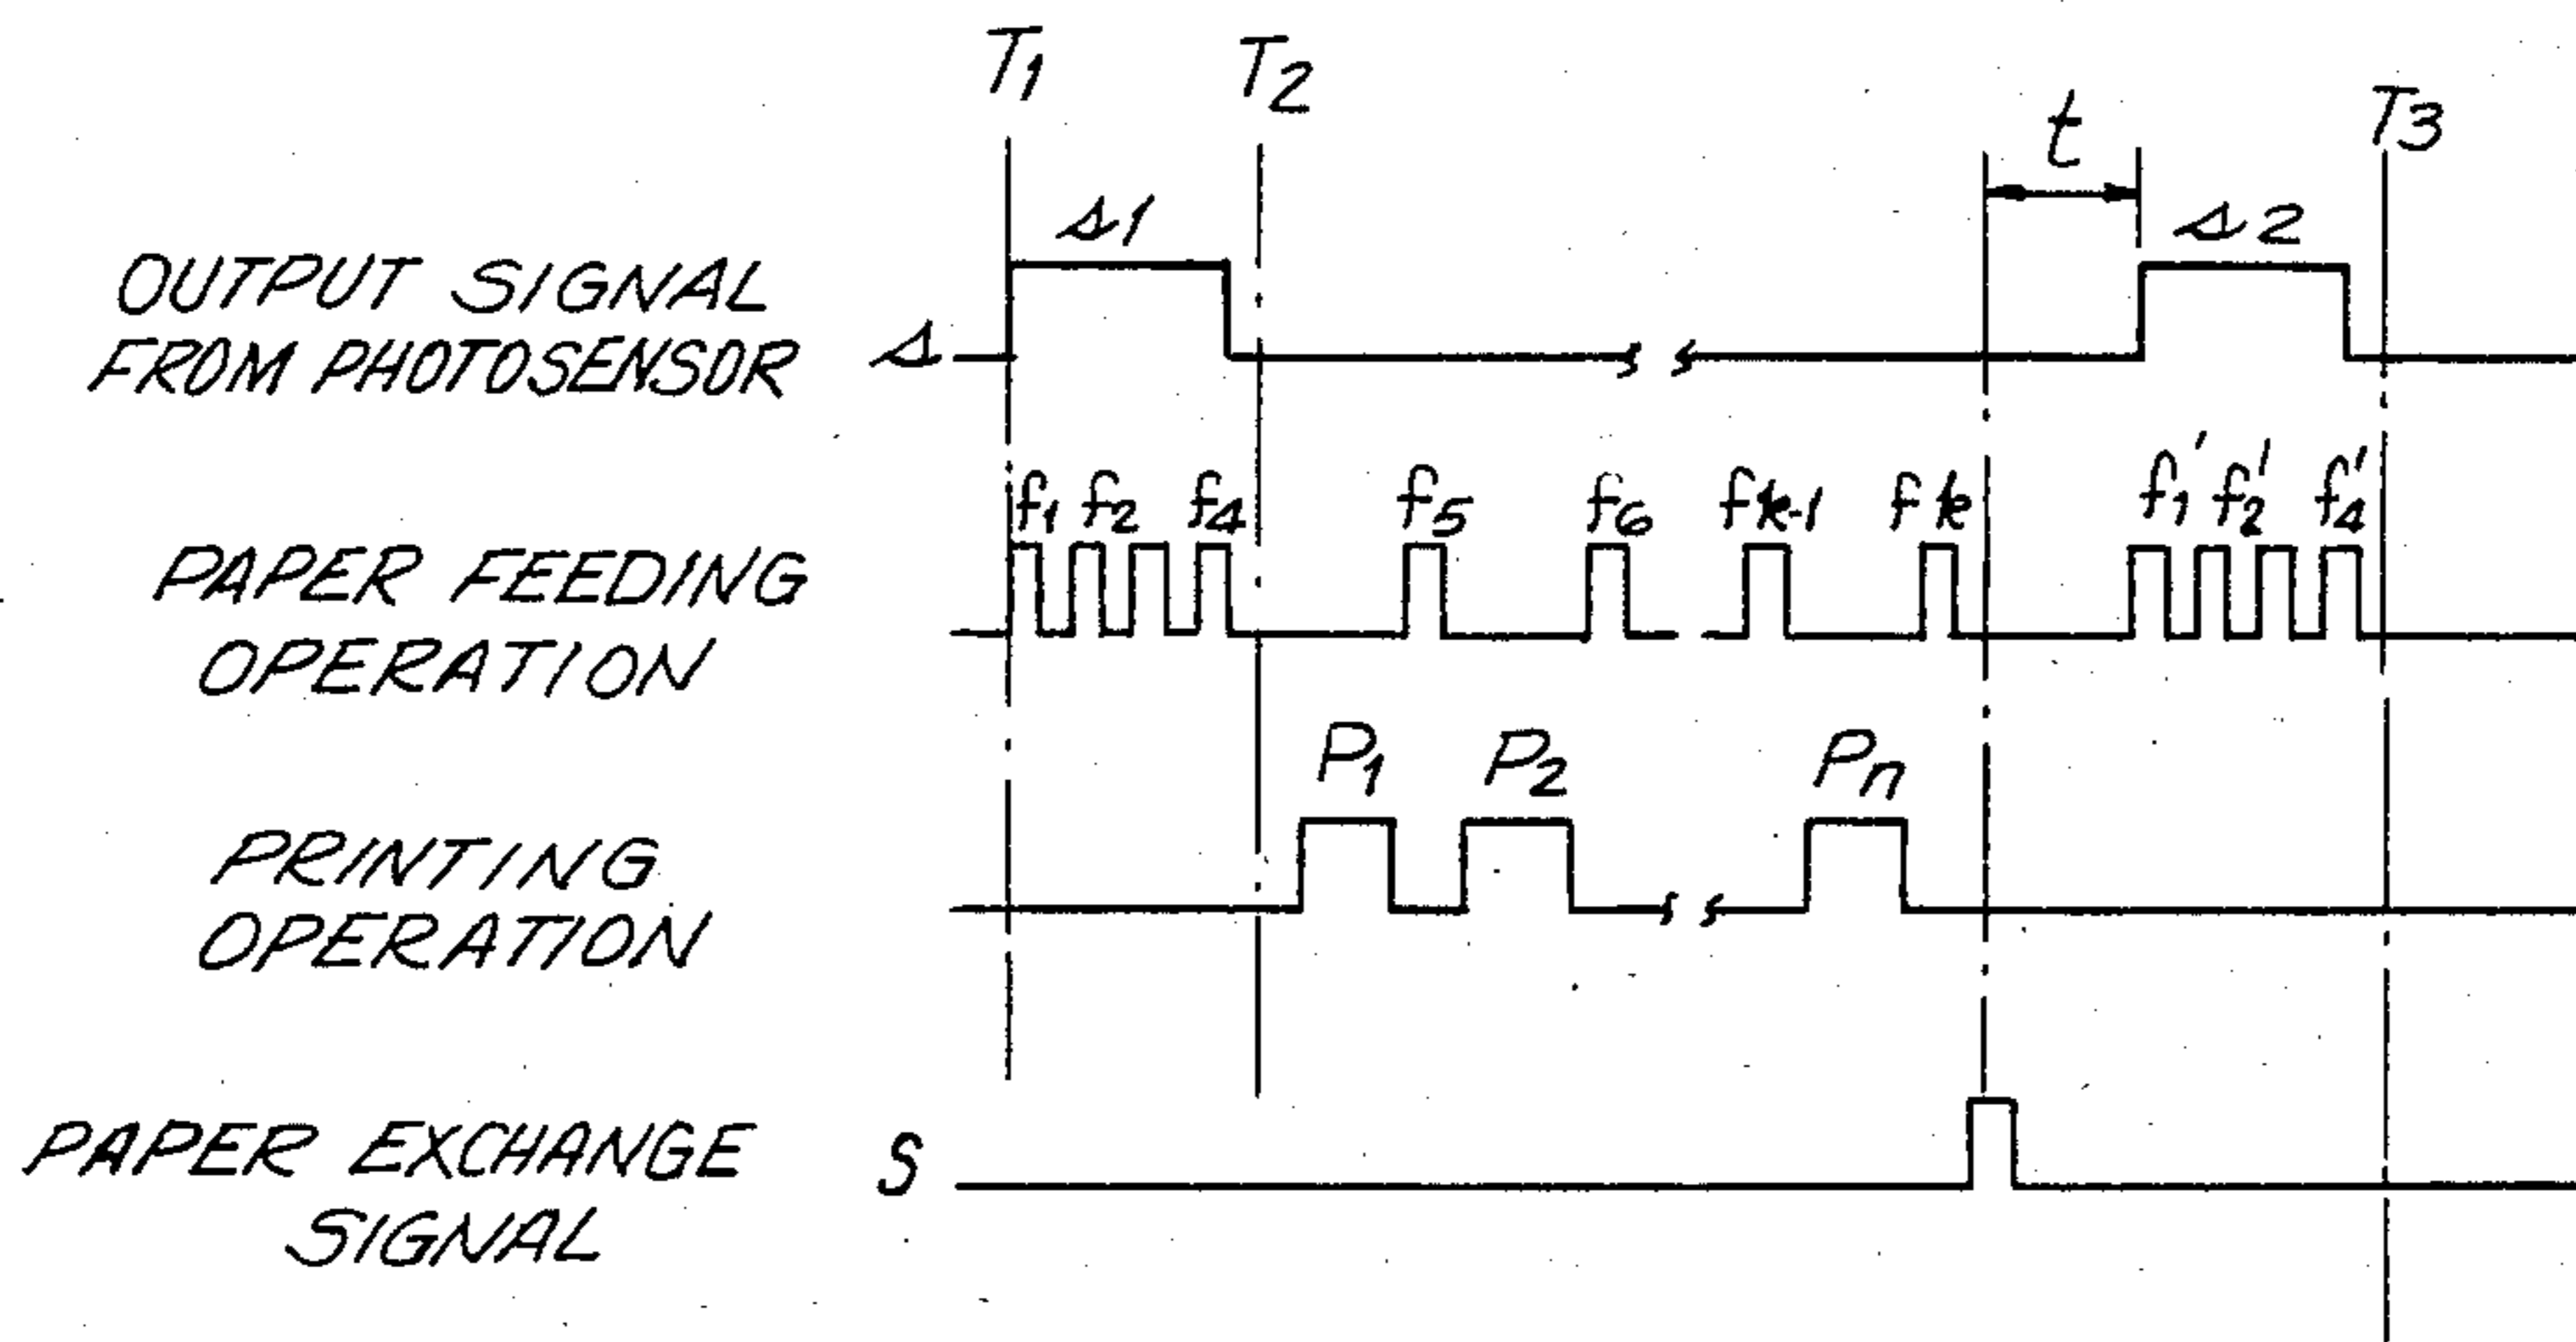 T1 T2 t T3
s1 s2
OUTPUT SIGNAL
FROM PHOTOSENSOR s
f1 f2 f4 f5 f6 fk-1 fk f1' f2' f4'
PAPER FEEDING
OPERATION
P1 P2 Pn
PRINTING
OPERATION
PAPER EXCHANGE S
SIGNAL